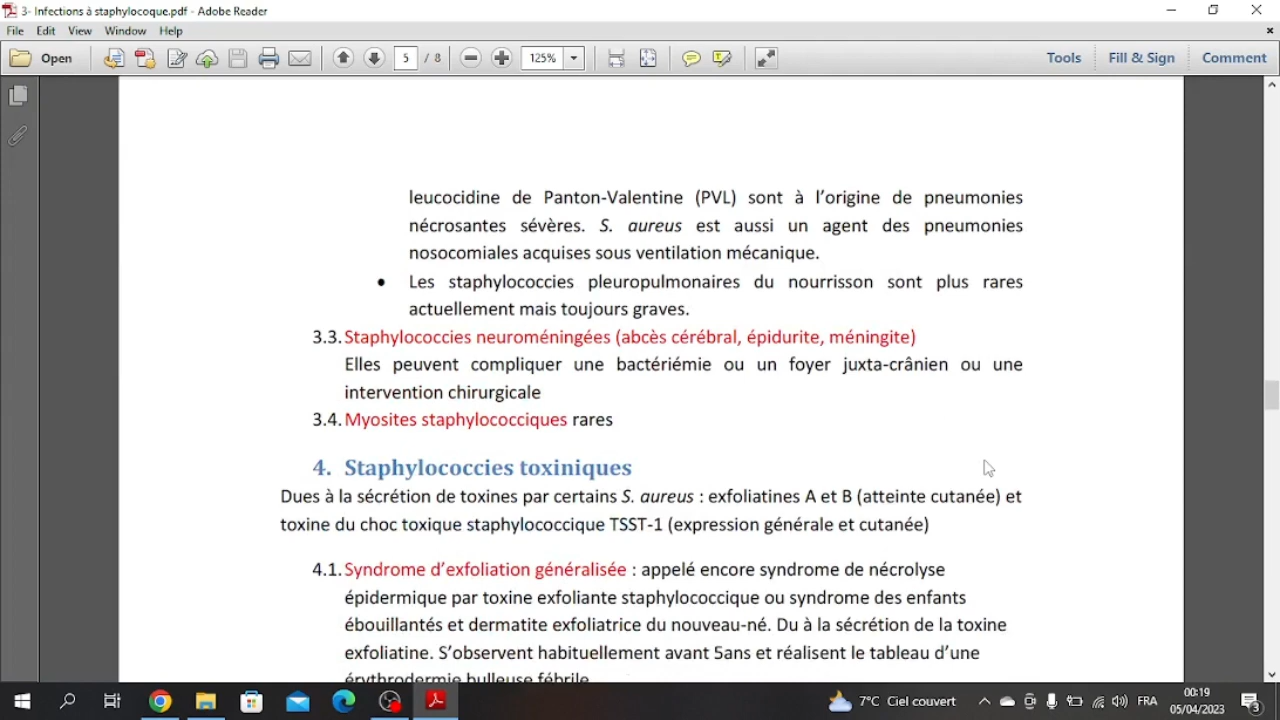 3- Infections à staphylocoque.pdf - Adobe Reader
File Edit View Window Help
Open 5 / 8 125% Tools Fill & Sign Comment
leucocidine de Panton-Valentine (PVL) sont à l’origine de pneumonies
nécrosantes sévères. S. aureus est aussi un agent des pneumonies
nosocomiales acquises sous ventilation mécanique.
• Les staphylococcies pleuropulmonaires du nourrisson sont plus rares
actuellement mais toujours graves.
3.3. Staphylococcies neuroméningées (abcès cérébral, épidurite, méningite)
Elles peuvent compliquer une bactériémie ou un foyer juxta-crânien ou une
intervention chirurgicale
3.4. Myosites staphylococciques rares
4. Staphylococcies toxiniques
Dues à la sécrétion de toxines par certains S. aureus : exfoliatines A et B (atteinte cutanée) et
toxine du choc toxique staphylococcique TSST-1 (expression générale et cutanée)
4.1. Syndrome d’exfoliation généralisée : appelé encore syndrome de nécrolyse
épidermique par toxine exfoliante staphylococcique ou syndrome des enfants
ébouillantés et dermatite exfoliatrice du nouveau-né. Du à la sécrétion de la toxine
exfoliatine. S’observent habituellement avant 5ans et réalisent le tableau d’une
érythrodermie bulleuse fébrile
7°C Ciel couvert FRA 00:19
05/04/2023 3